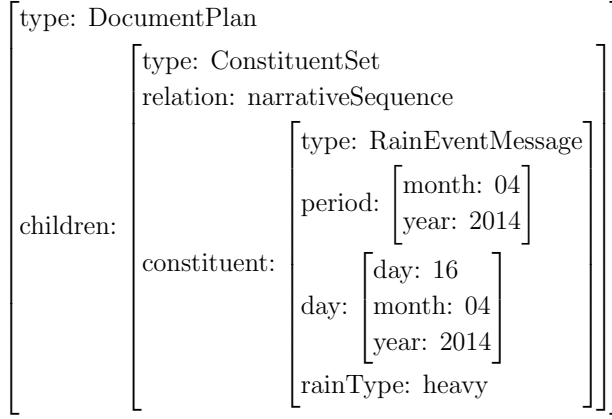 type: DocumentPlan
children:
type: ConstituentSet
relation: narrativeSequence
constituent:
type: RainEventMessage
period:
month: 04
year: 2014
day:
day: 16
month: 04
year: 2014
rainType: heavy